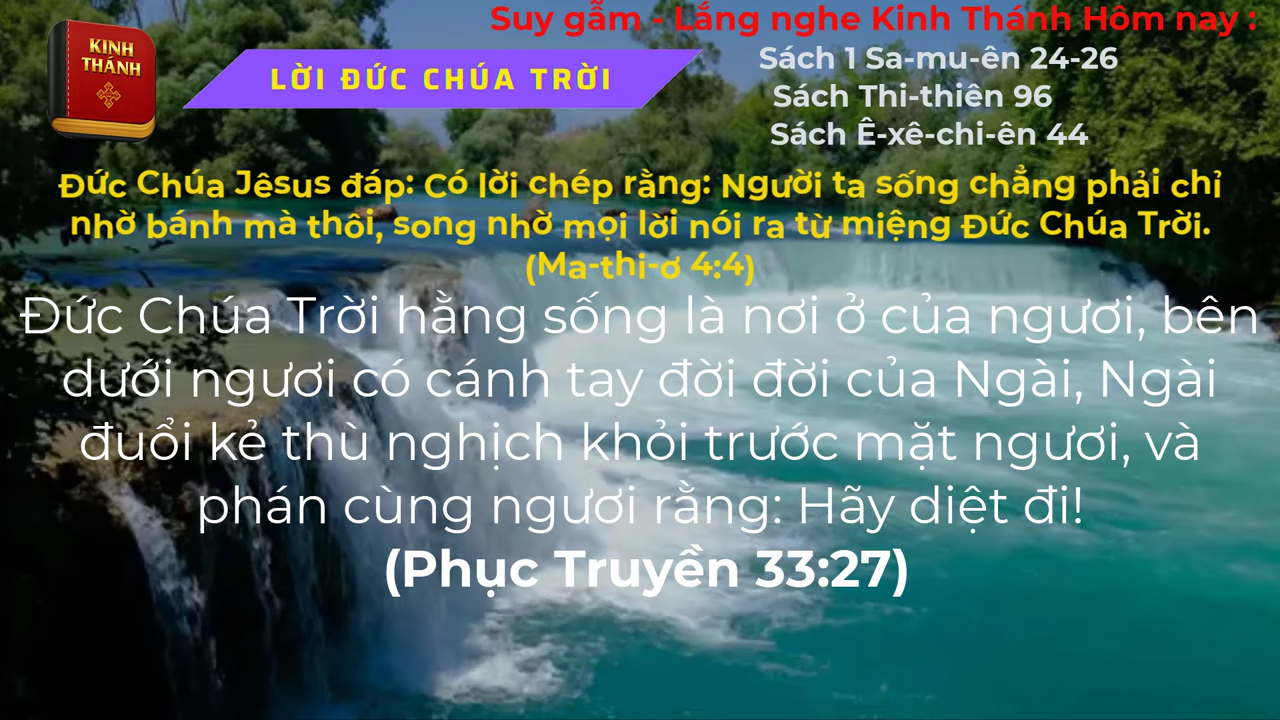 Suy gẫm - Lắng nghe Kinh Thánh Hôm nay :
Sách 1 Sa-mu-ên 24-26
Sách Thi-thiên 96
Sách Ê-xê-chi-ên 44
KINH
THÁNH
LỜI ĐỨC CHÚA TRỜI
Đức Chúa Jêsus đáp: Có lời chép rằng: Người ta sống chẳng phải chỉ
nhờ bánh mà thôi, song nhờ mọi lời nói ra từ miệng Đức Chúa Trời.
(Ma-thi-ơ 4:4)
Đức Chúa Trời hằng sống là nơi ở của ngươi, bên
dưới ngươi có cánh tay đời đời của Ngài, Ngài
đuổi kẻ thù nghịch khỏi trước mặt ngươi, và
phán cùng ngươi rằng: Hãy diệt đi!
(Phục Truyền 33:27)